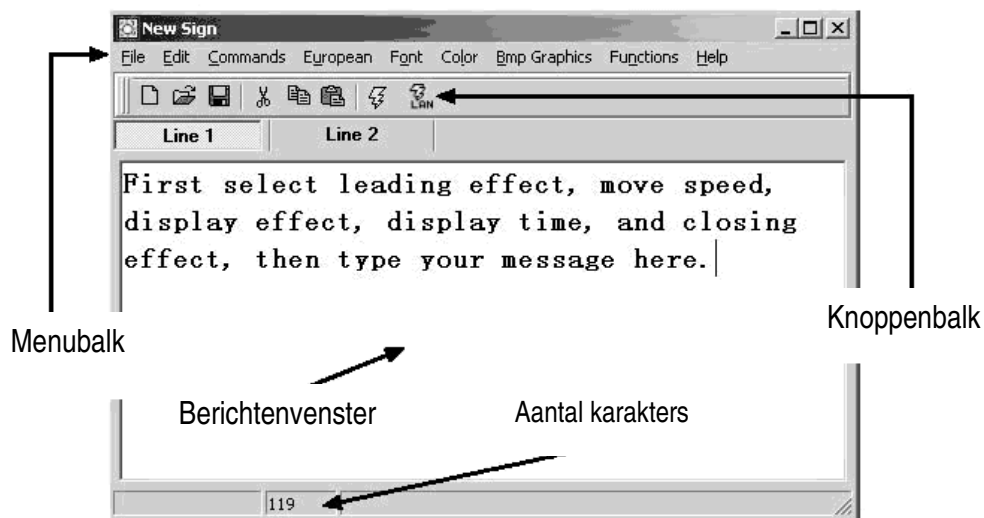 New Sign
File Edit Commands European Font Color Bmp Graphics Functions Help
LAN
Line 1 Line 2
First select leading effect, move speed,
display effect, display time, and closing
effect, then type your message here.
Menubalk
Knoppenbalk
Berichtenvenster
Aantal karakters
119